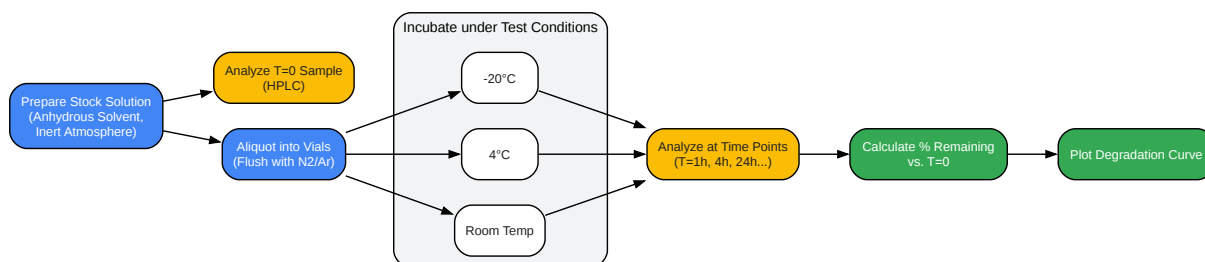 Prepare Stock Solution
(Anhydrous Solvent,
Inert Atmosphere)
Analyze T=0 Sample
(HPLC)
Aliquot into Vials
(Flush with N2/Ar)
Incubate under Test Conditions
-20°C
4°C
Room Temp
Analyze at Time Points
(T=1h, 4h, 24h...)
Calculate % Remaining
vs. T=0
Plot Degradation Curve